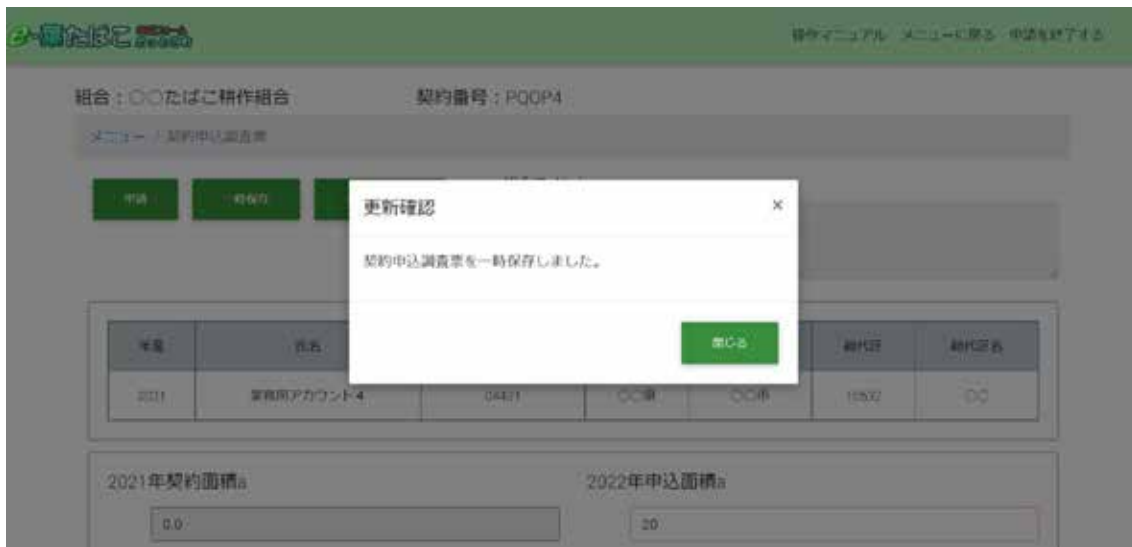 e-葉たばこ
操作マニュアル メニューに戻る 申請を終了する
組合：〇〇たばこ耕作組合 契約番号：PQ0P4
メニュー / 契約申込調査票
申請 一時保存
更新確認 ×
契約申込調査票を一時保存しました。
閉じる
年産 氏名 総代区 総代区名
2021 業務用アカウント4 〇〇県 〇〇市 〇〇
2021年契約面積a 2022年申込面積a
0.0 20